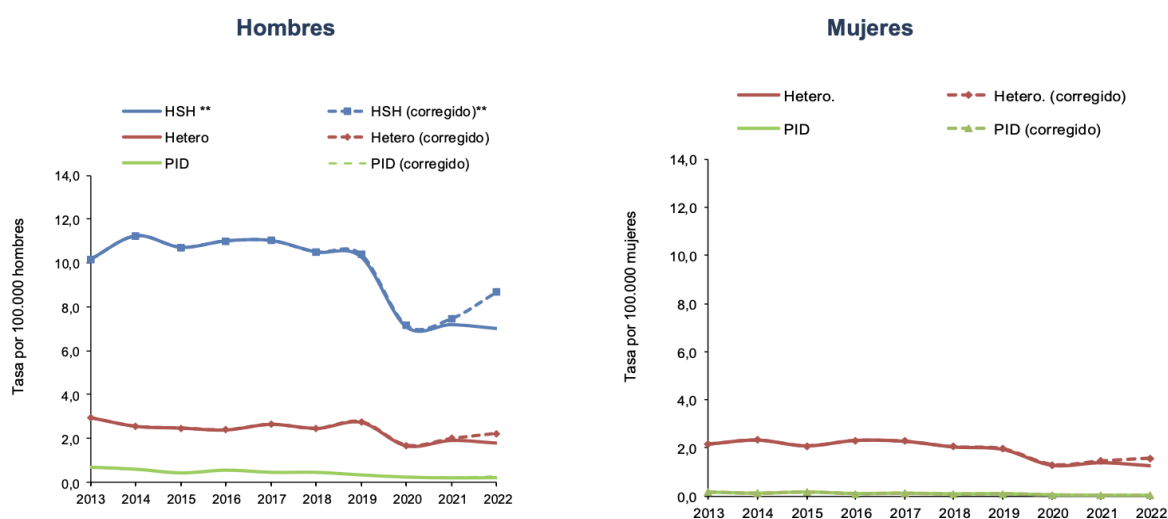 Hombres
HSH **
HSH (corregido)**
Hetero
Hetero (corregido)
PID
PID (corregido)
Tasa por 100.000 hombres
14,0
12,0
10,0
8,0
6,0
4,0
2,0
0,0
2013 2014 2015 2016 2017 2018 2019 2020 2021 2022
Mujeres
Hetero.
Hetero. (corregido)
PID
PID (corregido)
Tasa por 100.000 mujeres
14,0
12,0
10,0
8,0
6,0
4,0
2,0
0,0
2013 2014 2015 2016 2017 2018 2019 2020 2021 2022